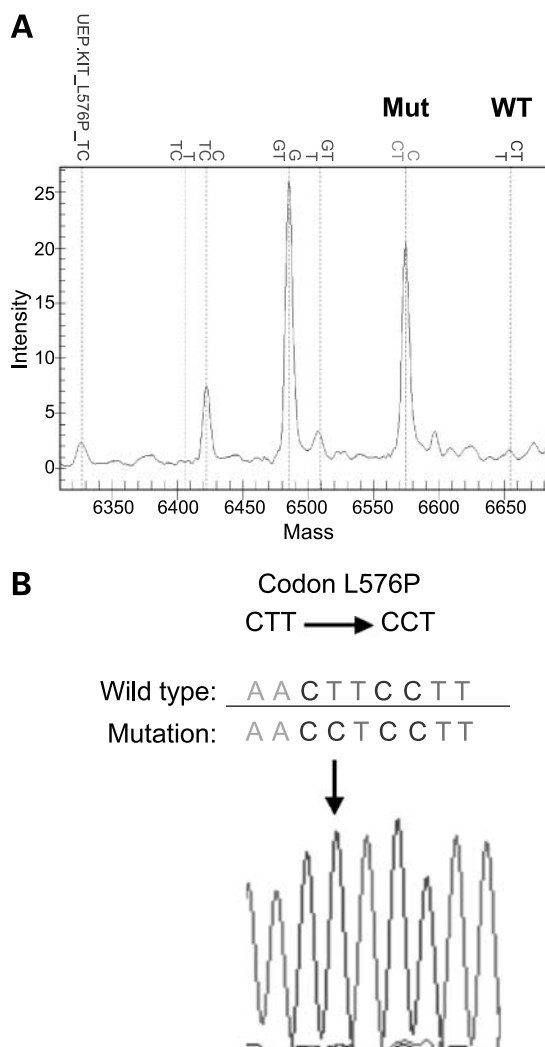 A
UEP.KIT_L576P_TC
Mut WT
TC T
TC C
GT G
GT T
CT C
CT T
Intensity
25
20
15
10
5
0
6350 6400 6450 6500 6550 6600 6650
Mass
B
Codon L576P
CTT CCT
Wild type: A A C T T C C T T
Mutation: A A C C T C C T T